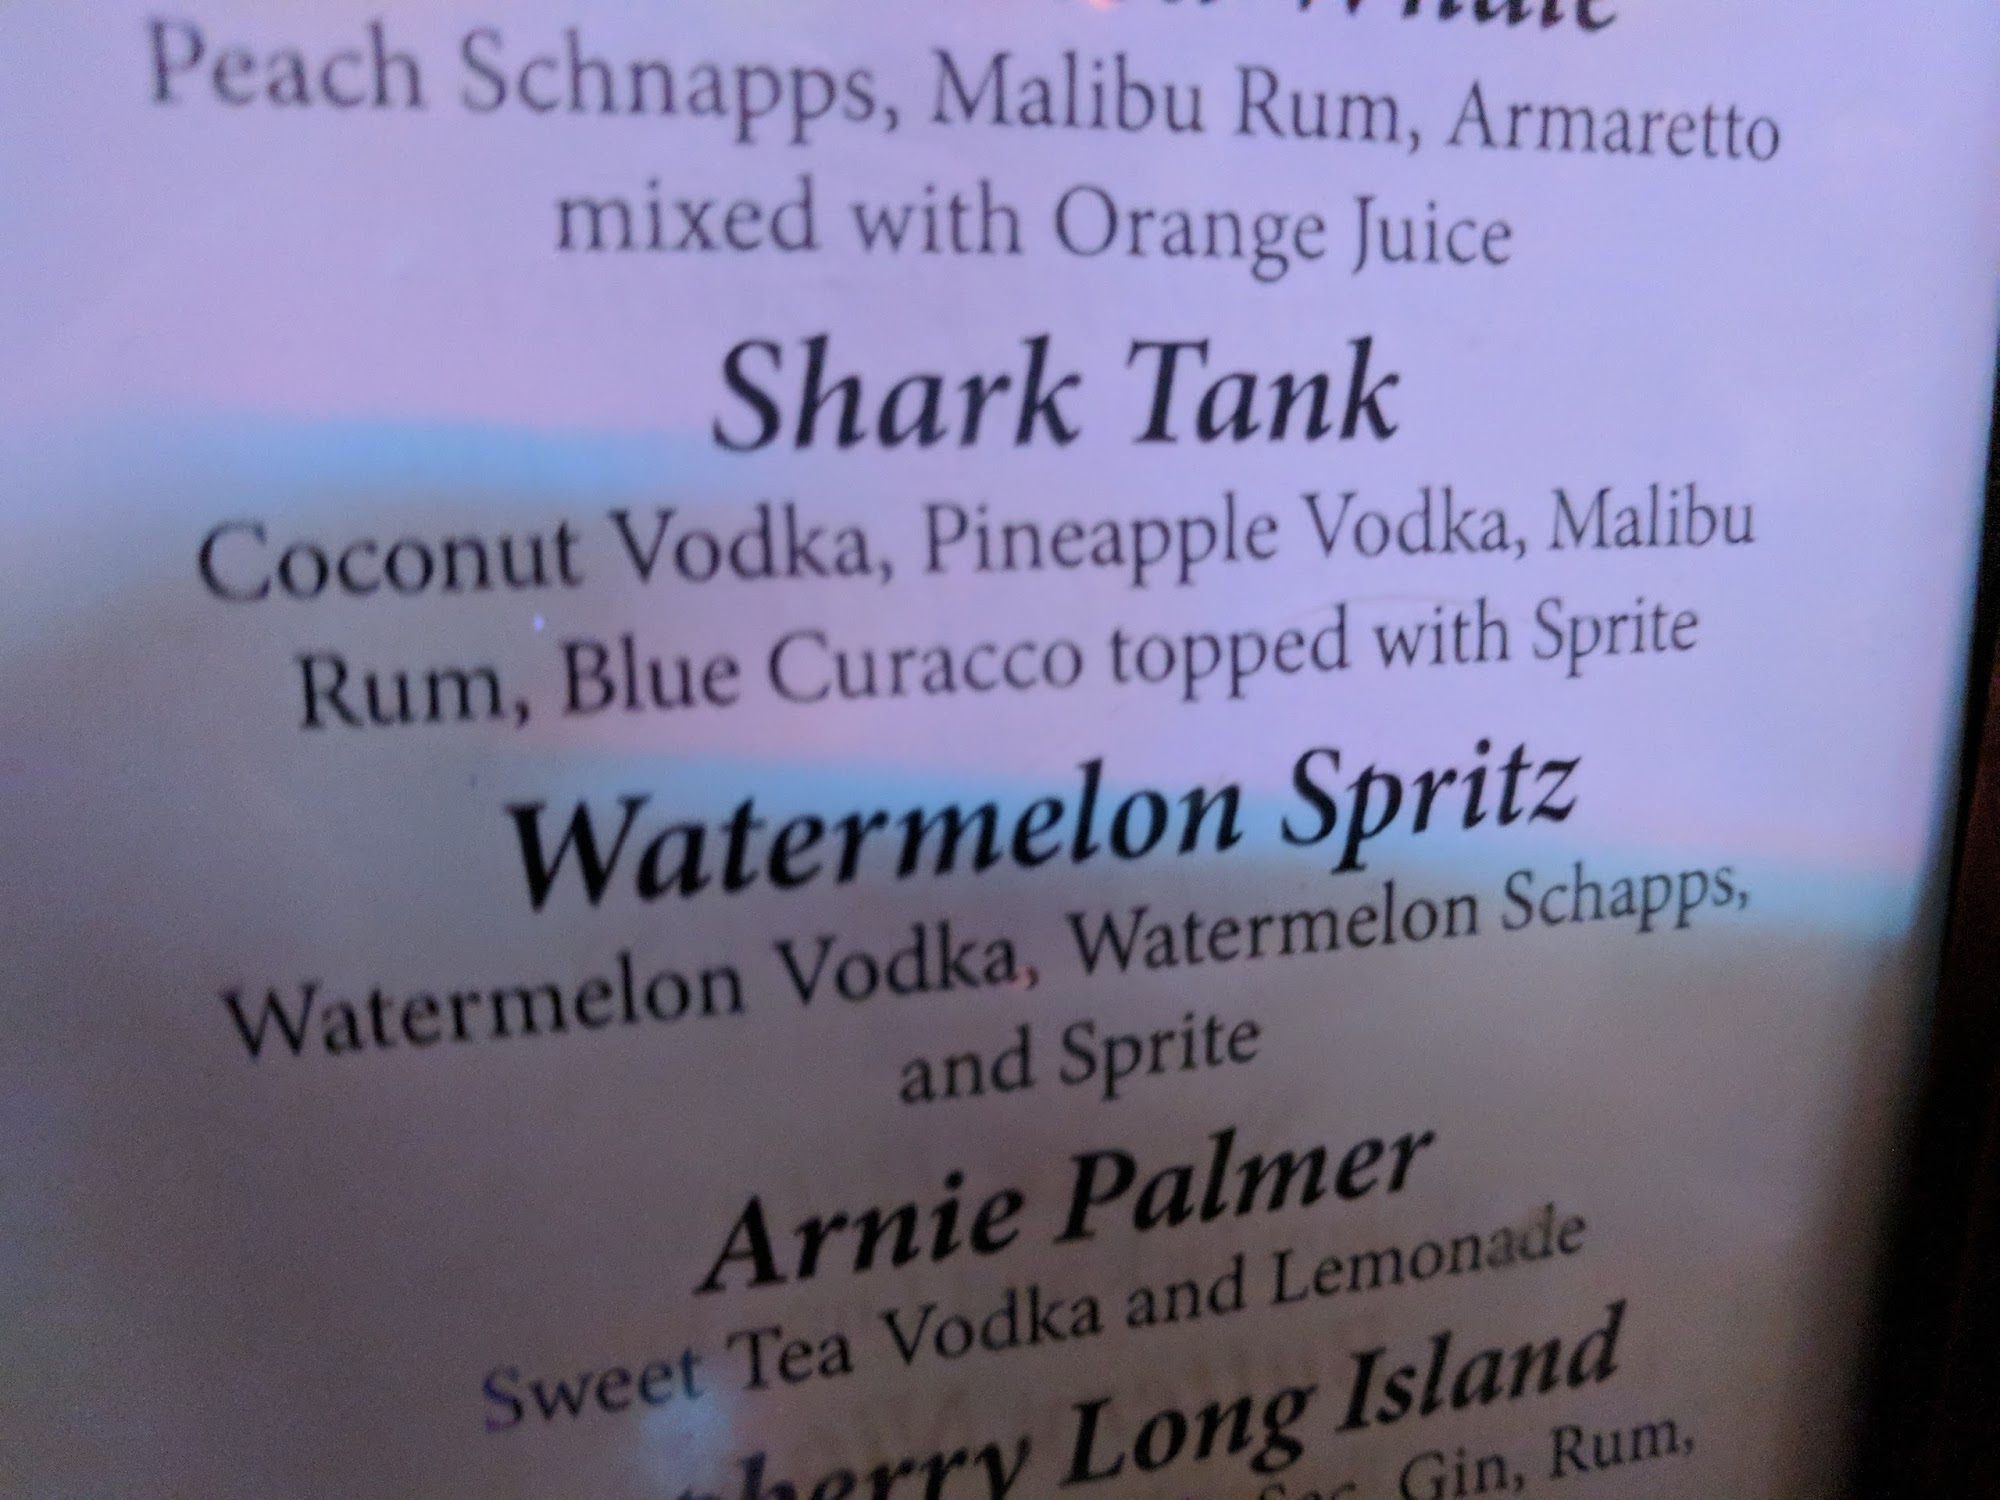 Whale
Peach Schnapps, Malibu Rum, Armaretto
mixed with Orange Juice
Shark Tank
Coconut Vodka, Pineapple Vodka, Malibu
Rum, Blue Curacco topped with Sprite
Watermelon Spritz
Watermelon Vodka, Watermelon Schapps,
and Sprite
Arnie Palmer
Sweet Tea Vodka and Lemonade
Long Island
Sec, Gin, Rum,